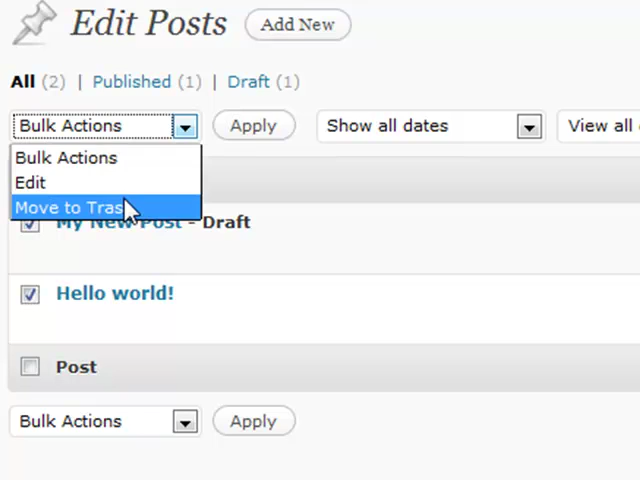 Edit Posts Add New
All (2) | Published (1) | Draft (1)
Bulk Actions Apply Show all dates View all
Bulk Actions
Edit
Move to Tras
My New Post - Draft
Hello world!
Post
Bulk Actions Apply